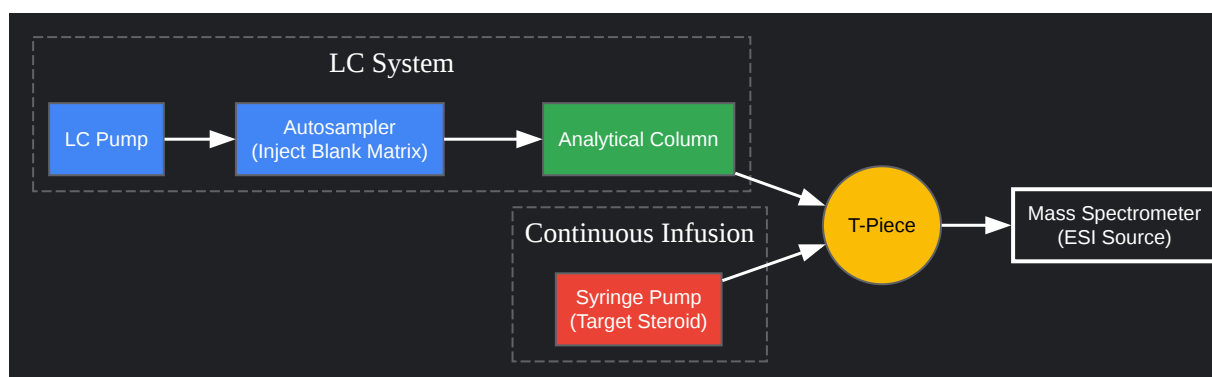 LC System
LC Pump
Autosampler
(Inject Blank Matrix)
Analytical Column
Continuous Infusion
Syringe Pump
(Target Steroid)
T-Piece
Mass Spectrometer
(ESI Source)